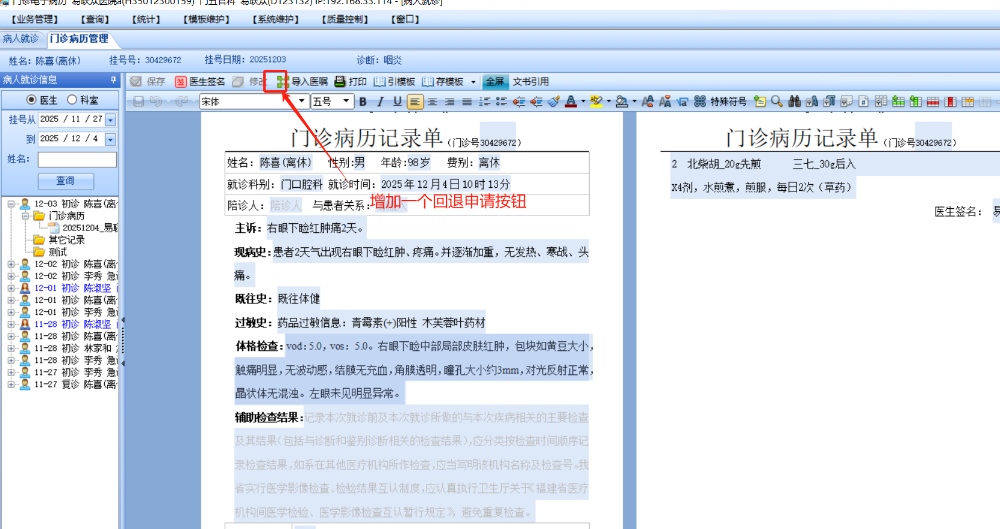 门诊电子病历 易联众医院a(H35012300159) 门五官科 易联众(D123132) IP:192.168.33.114 - [病人就诊]
【业务管理】 【查询】 【统计】 【模板维护】 【系统维护】 【质量控制】 【窗口】
病人就诊 门诊病历管理
姓名：陈喜(离休) 挂号号：30429672 挂号日期：20251203 诊断：咽炎
病人就诊信息
保存 医生签名 修改 导入医嘱 打印 引模板 存模板 全屏 文书引用
医生 科室
宋体 五号 B I U 特殊符号
挂号从 2025 / 11 / 27
到 2025 / 12 / 4
姓名：
查询
12-03 初诊 陈喜(离
门诊病历
20251204_易联
其它记录
测试
12-02 初诊 陈喜(离
12-02 初诊 李秀 急
12-01 初诊 陈淑坚
12-01 初诊 陈喜(离
12-01 初诊 李秀 急
11-28 初诊 陈淑坚
11-28 初诊 陈喜(离
11-28 初诊 林家和
11-28 初诊 李秀 急
11-27 初诊 李秀 急
11-27 复诊 陈喜(离
门诊病历记录单（门诊号30429672）
姓名：陈喜(离休) 性别:男 年龄:98岁 费别：离休
就诊科别：门口腔科 就诊时间：2025年12月4日10时13分
陪诊人：陪诊人 与患者关系：
增加一个回退申请按钮
主诉：右眼下睑红肿痛2天。
现病史：患者2天气出现右眼下睑红肿、疼痛。并逐渐加重，无发热、寒战、头
痛。
既往史：既往体健
过敏史：药品过敏信息：青霉素(+)阳性 木芙蓉叶药材
体格检查：vod：5.0，vos：5.0。右眼下睑中部局部皮肤红肿，包块如黄豆大小，
触痛明显，无波动感，结膜无充血，角膜透明，瞳孔大小约3mm，对光反射正常，
晶状体无混浊。左眼未见明显异常。
辅助检查结果：记录本次就诊前及本次就诊所做的与本次疾病相关的主要检查
及其结果（包括与诊断和鉴别诊断相关的检查结果），应分类按检查时间顺序记
录检查结果，如系在其他医疗机构所作检查，应当写明该机构名称及检查号。我
省实行医学影像检查、检验结果互认制度，应认真执行卫生厅关于《福建省医疗
机构间医学检验、医学影像检查互认暂行规定》，避免重复检查。
门诊病历记录单（门诊号30429672）
2 北柴胡_20g先煎 三七_30g后入
X4剂，水煎煮，煎服，每日2次（草药）
医生签名： 易